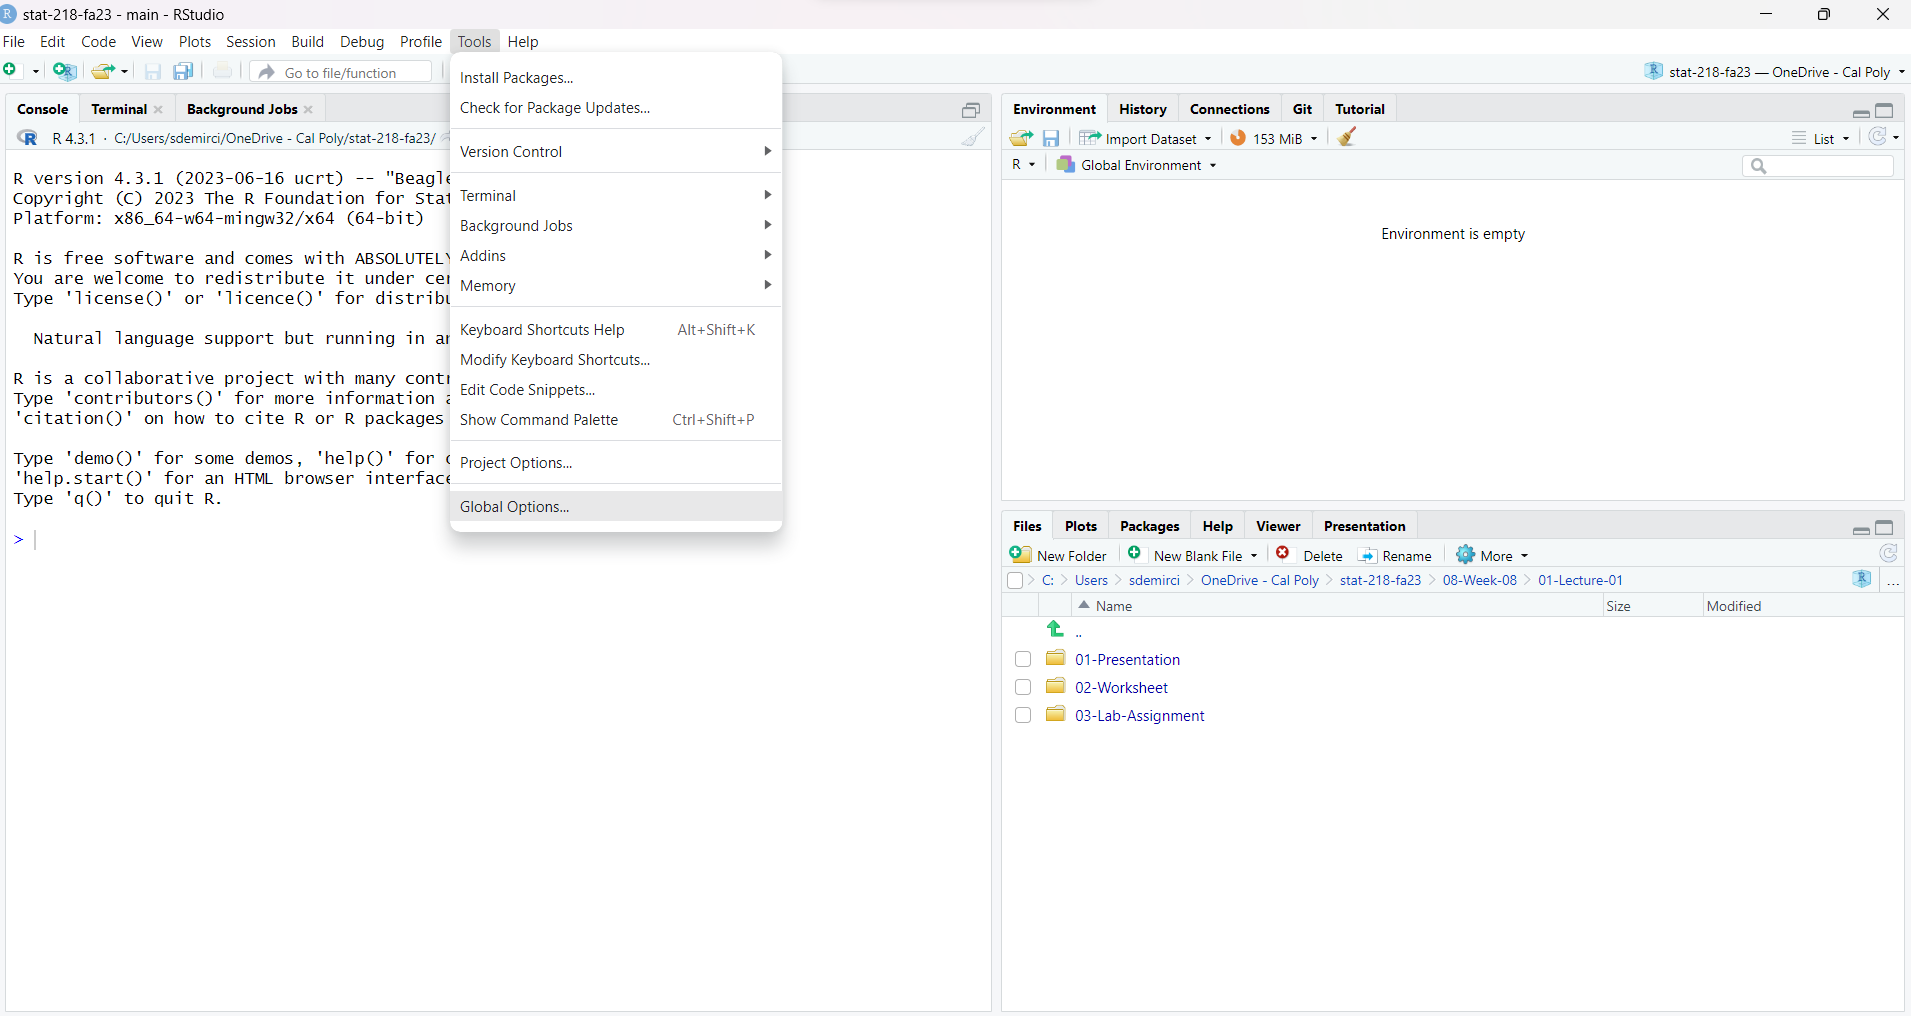 stat-218-fa23 - main - RStudio
File Edit Code View Plots Session Build Debug Profile Tools Help
Go to file/function
stat-218-fa23 — OneDrive - Cal Poly
Console Terminal Background Jobs
R 4.3.1 · C:/Users/sdemirci/OneDrive - Cal Poly/stat-218-fa23/
R version 4.3.1 (2023-06-16 ucrt) -- "Beagle
Copyright (C) 2023 The R Foundation for Stat
Platform: x86_64-w64-mingw32/x64 (64-bit)
R is free software and comes with ABSOLUTELY
You are welcome to redistribute it under cer
Type 'license()' or 'licence()' for distribu
Natural language support but running in an
R is a collaborative project with many contr
Type 'contributors()' for more information a
'citation()' on how to cite R or R packages
Type 'demo()' for some demos, 'help()' for o
'help.start()' for an HTML browser interface
Type 'q()' to quit R.
>
Install Packages...
Check for Package Updates...
Version Control
Terminal
Background Jobs
Addins
Memory
Keyboard Shortcuts Help Alt+Shift+K
Modify Keyboard Shortcuts...
Edit Code Snippets...
Show Command Palette Ctrl+Shift+P
Project Options...
Global Options...
Environment History Connections Git Tutorial
Import Dataset 153 MiB List
R Global Environment
Environment is empty
Files Plots Packages Help Viewer Presentation
New Folder New Blank File Delete Rename More
C: > Users > sdemirci > OneDrive - Cal Poly > stat-218-fa23 > 08-Week-08 > 01-Lecture-01 ...
Name Size Modified
..
01-Presentation
02-Worksheet
03-Lab-Assignment